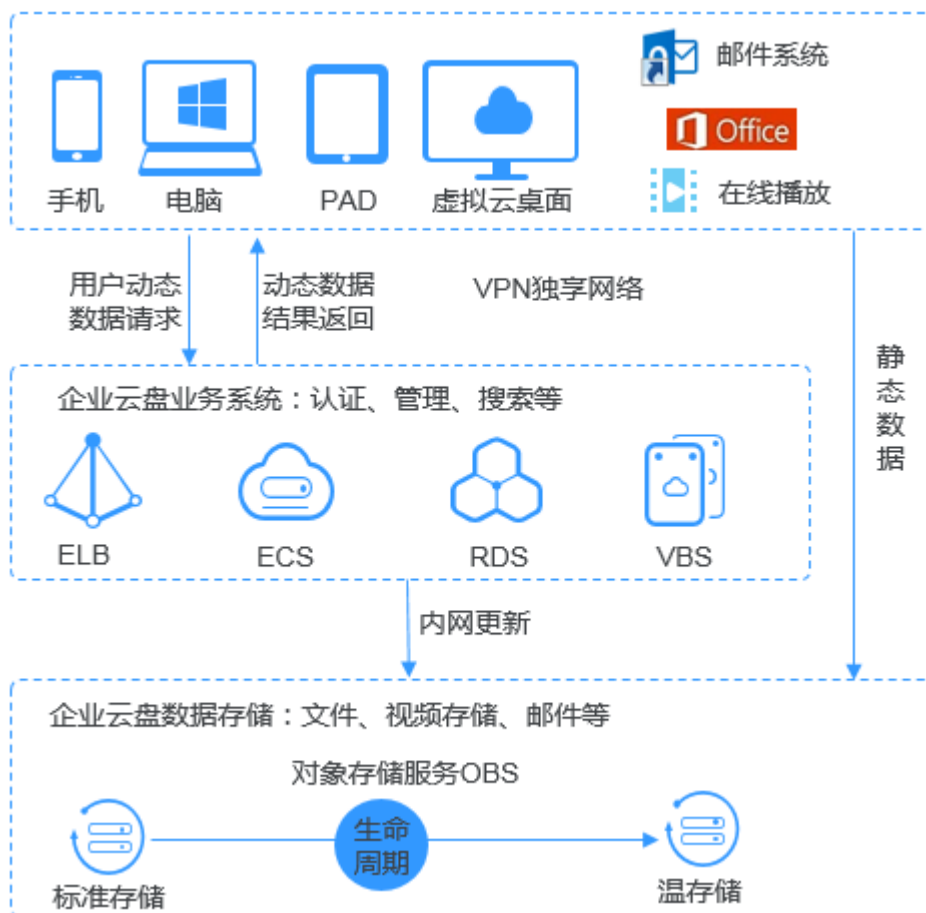 邮件系统
Office
在线播放
手机
电脑
PAD
虚拟云桌面
用户动态
数据请求
动态数据
结果返回
VPN独享网络
静
态
数
据
企业云盘业务系统：认证、管理、搜索等
ELB
ECS
RDS
VBS
内网更新
企业云盘数据存储：文件、视频存储、邮件等
对象存储服务OBS
生命
周期
标准存储
温存储